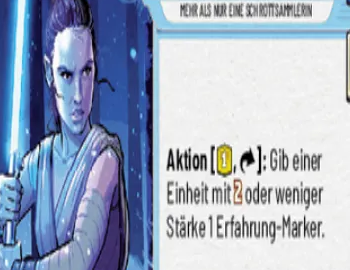 MEHR ALS NUR EINE SCHROTTSAMMLERIN
Aktion [1, ]: Gib einer
Einheit mit 2 oder weniger
Stärke 1 Erfahrung-Marker.